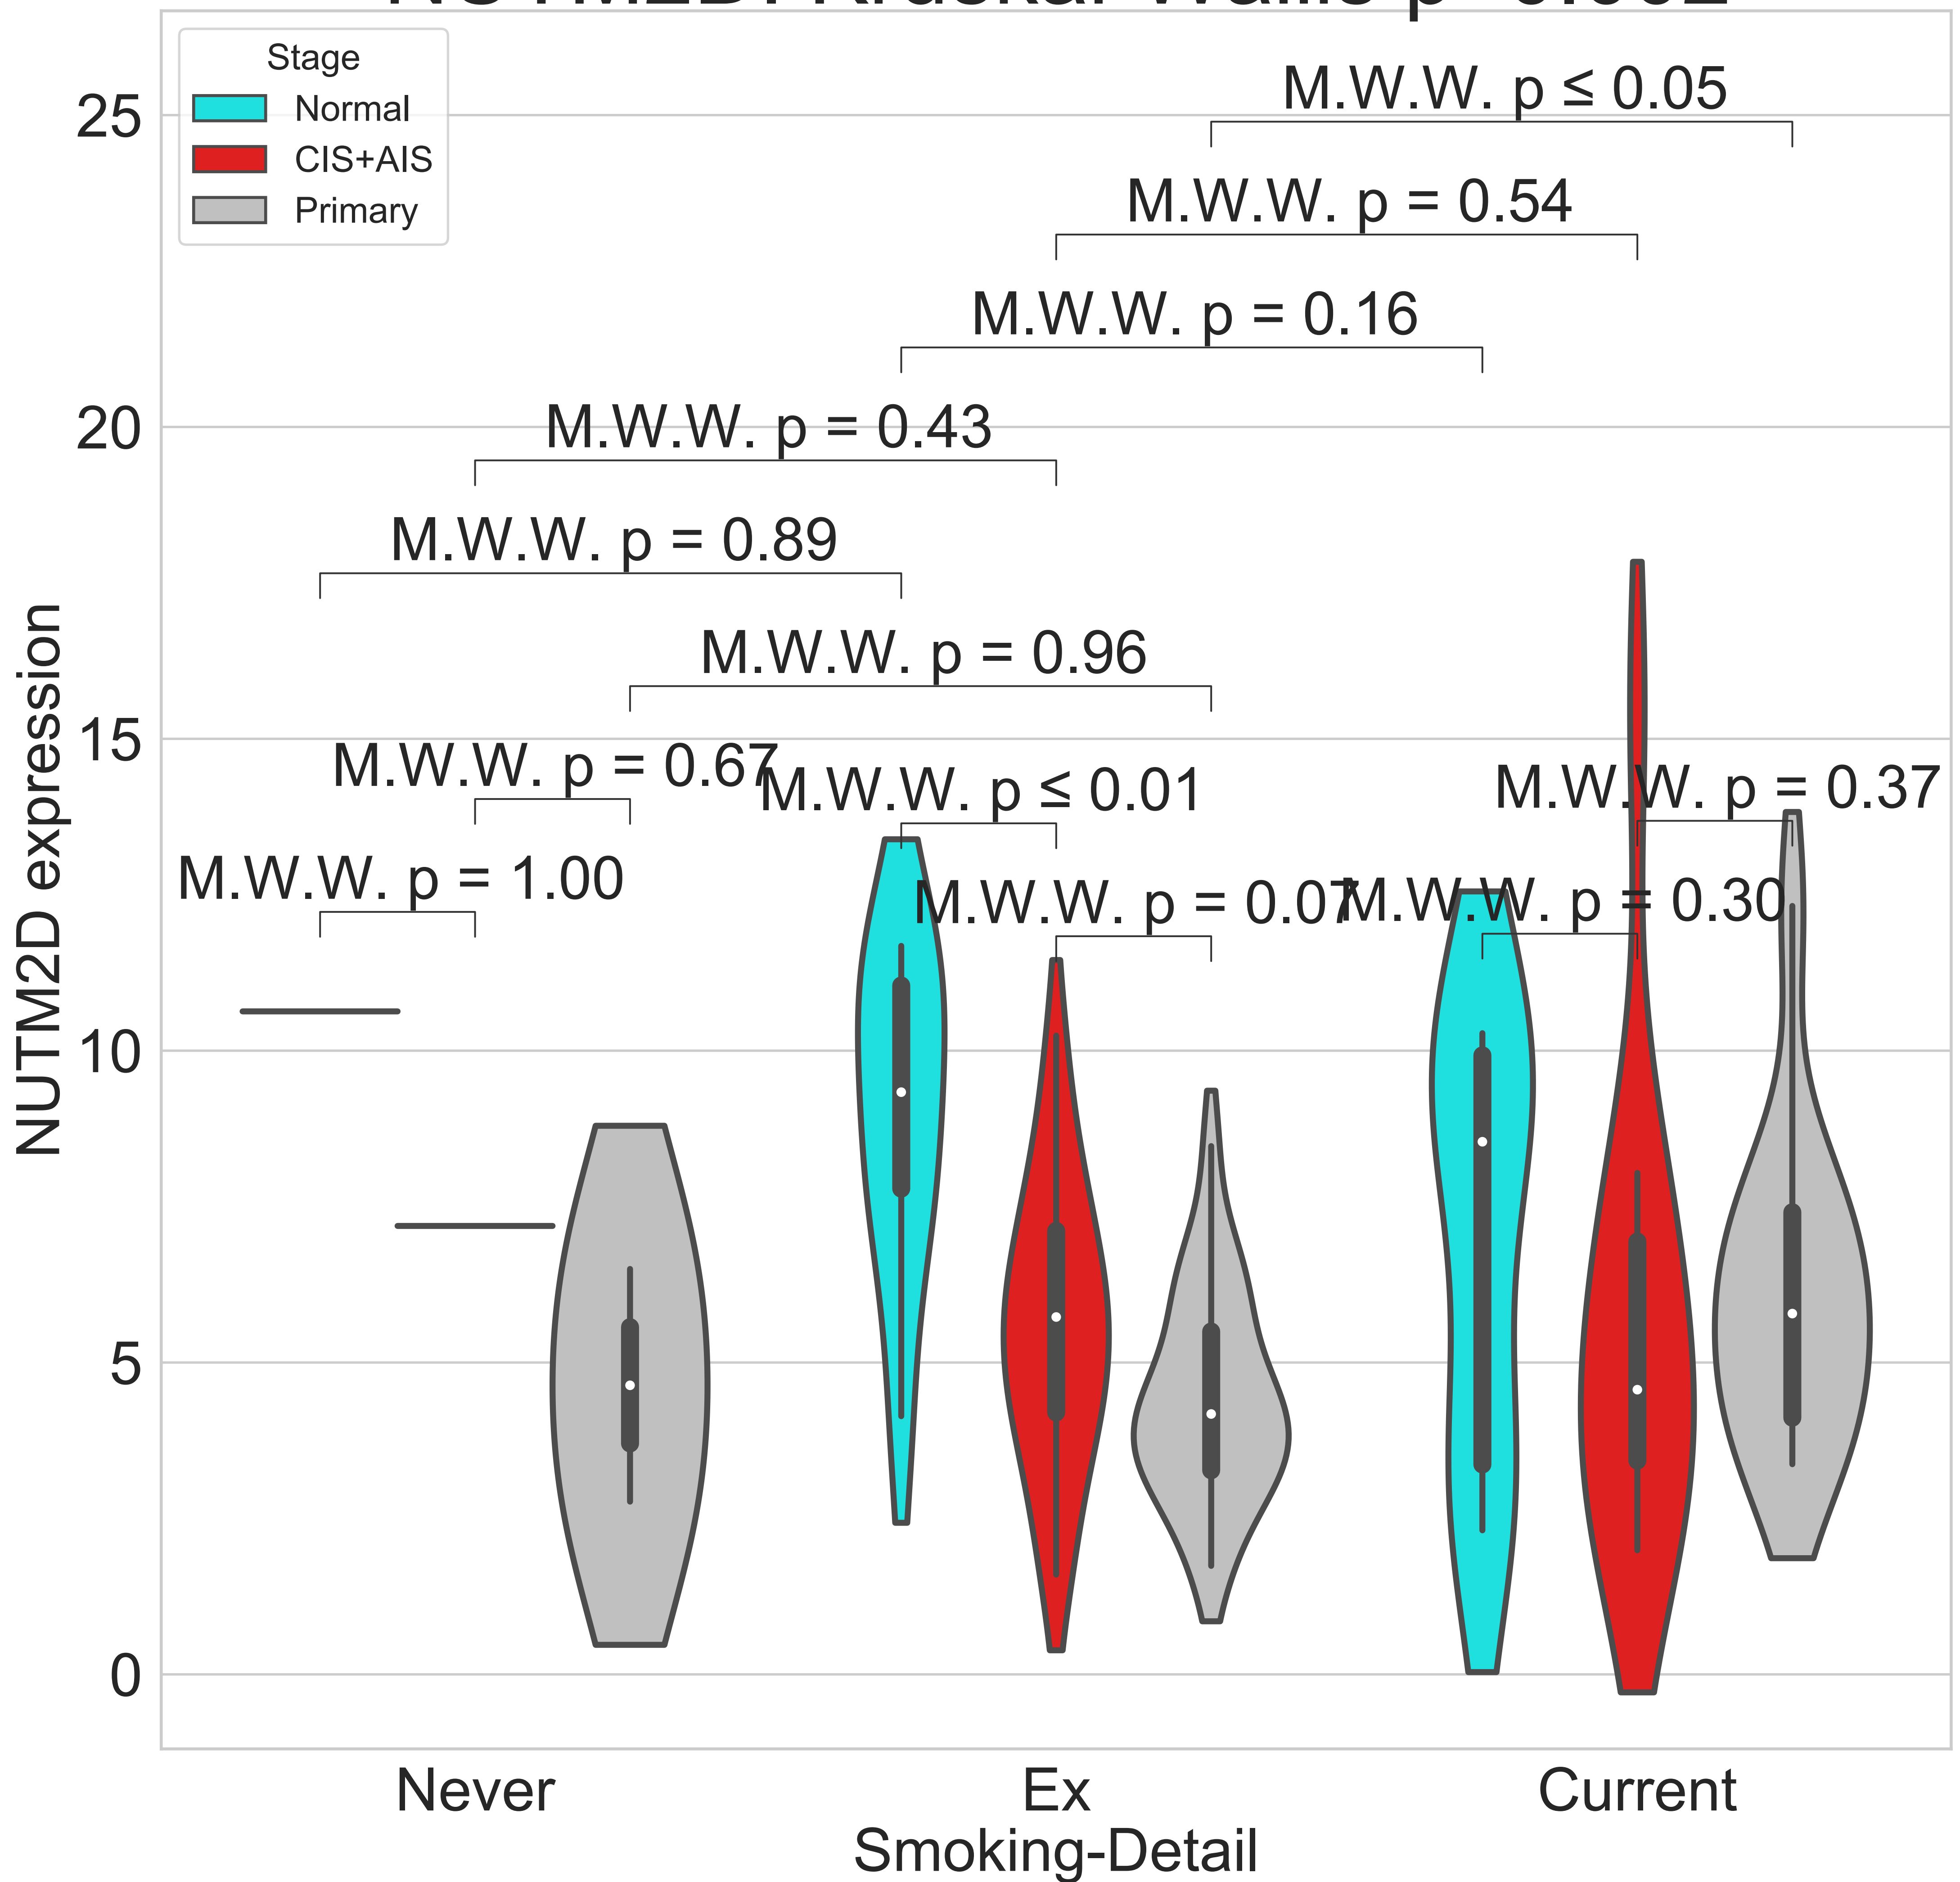 Stage
Normal
CIS+AIS
Primary
M.W.W. p ≤ 0.05
M.W.W. p = 0.54
M.W.W. p = 0.16
M.W.W. p = 0.43
M.W.W. p = 0.89
M.W.W. p = 0.96
M.W.W. p = 0.67
M.W.W. p ≤ 0.01
M.W.W. p = 0.37
M.W.W. p = 1.00
M.W.W. p = 0.07
M.W.W. p = 0.30
25
20
15
10
5
0
NUTM2D expression
Never
Ex
Current
Smoking-Detail